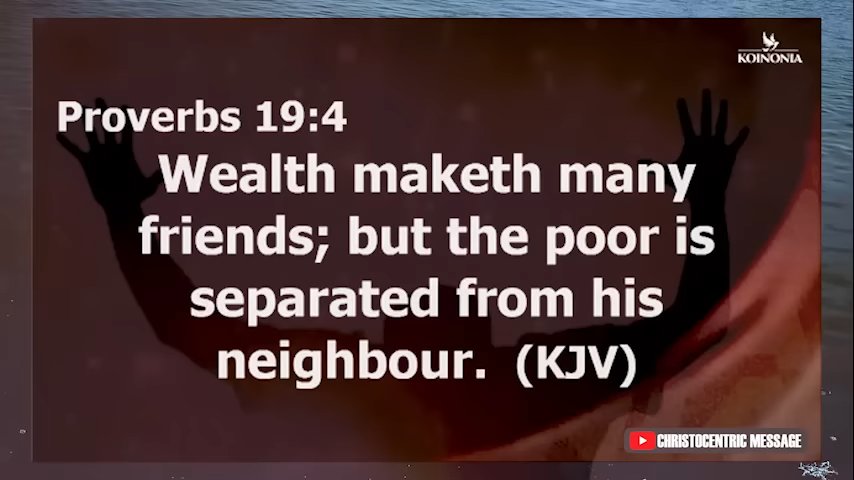 KOINONIA
Proverbs 19:4
Wealth maketh many
friends; but the poor is
separated from his
neighbour. (KJV)
CHRISTOCENTRIC MESSAGE